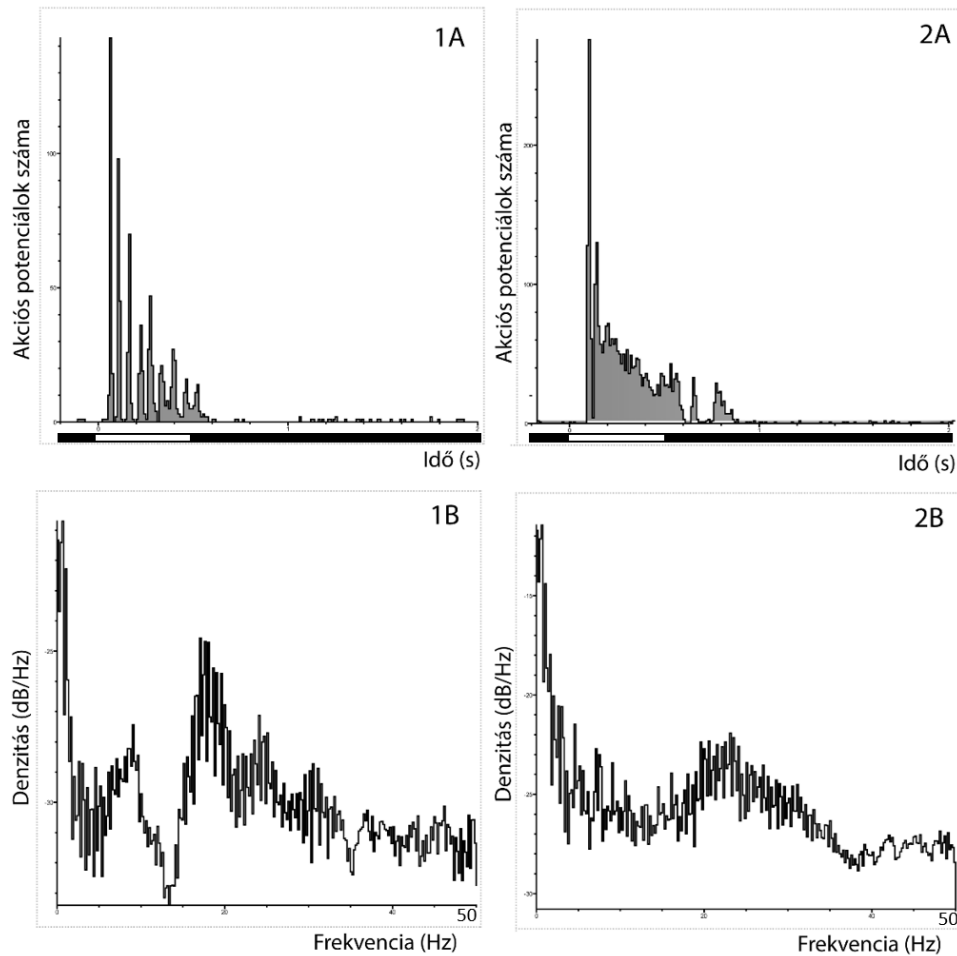 1A
Akciós potenciálok száma
100
50
0
0
1
2
Idő (s)
2A
Akciós potenciálok száma
200
100
0
0
1
2
Idő (s)
1B
Denzitás (dB/Hz)
-25
-30
0
20
40
50
Frekvencia (Hz)
2B
Denzitás (dB/Hz)
-15
-20
-25
-30
0
20
40
50
Frekvencia (Hz)